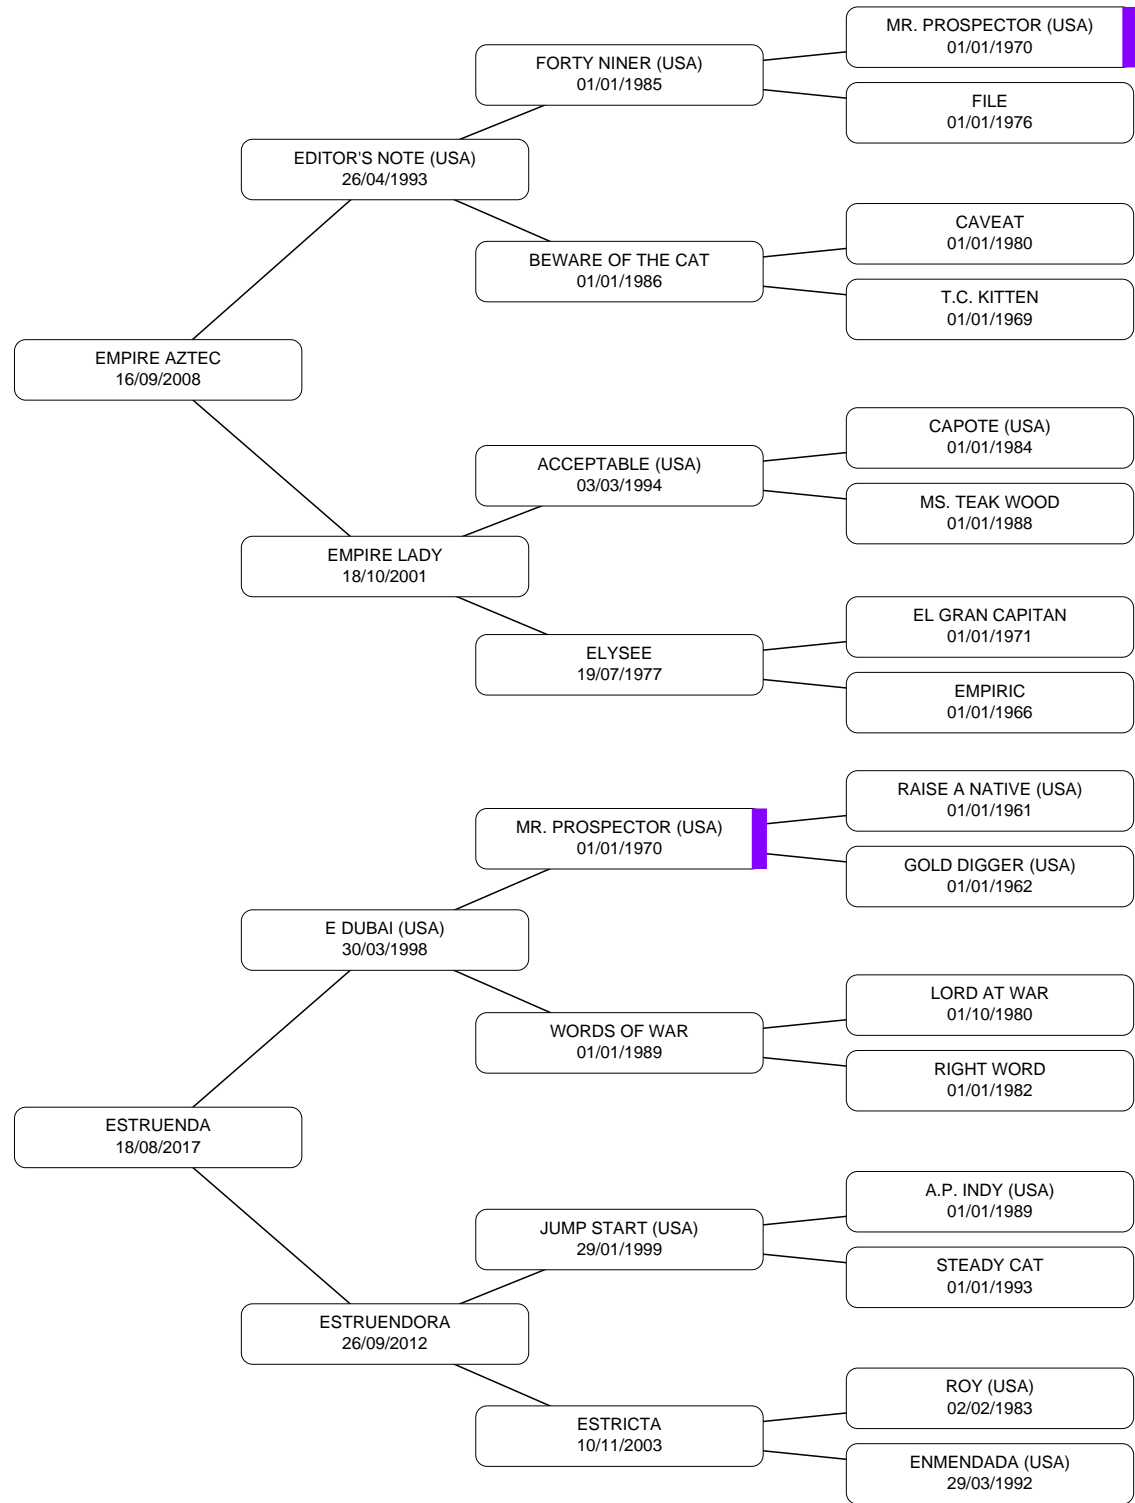 MR. PROSPECTOR (USA)
01/01/1970
FORTY NINER (USA)
01/01/1985
FILE
01/01/1976
EDITOR'S NOTE (USA)
26/04/1993
CAVEAT
01/01/1980
BEWARE OF THE CAT
01/01/1986
T.C. KITTEN
01/01/1969
EMPIRE AZTEC
16/09/2008
CAPOTE (USA)
01/01/1984
ACCEPTABLE (USA)
03/03/1994
MS. TEAK WOOD
01/01/1988
EMPIRE LADY
18/10/2001
EL GRAN CAPITAN
01/01/1971
ELYSEE
19/07/1977
EMPIRIC
01/01/1966
RAISE A NATIVE (USA)
01/01/1961
MR. PROSPECTOR (USA)
01/01/1970
GOLD DIGGER (USA)
01/01/1962
E DUBAI (USA)
30/03/1998
LORD AT WAR
01/10/1980
WORDS OF WAR
01/01/1989
RIGHT WORD
01/01/1982
ESTRUENDA
18/08/2017
A.P. INDY (USA)
01/01/1989
JUMP START (USA)
29/01/1999
STEADY CAT
01/01/1993
ESTRUENDORA
26/09/2012
ROY (USA)
02/02/1983
ESTRICTA
10/11/2003
ENMENDADA (USA)
29/03/1992